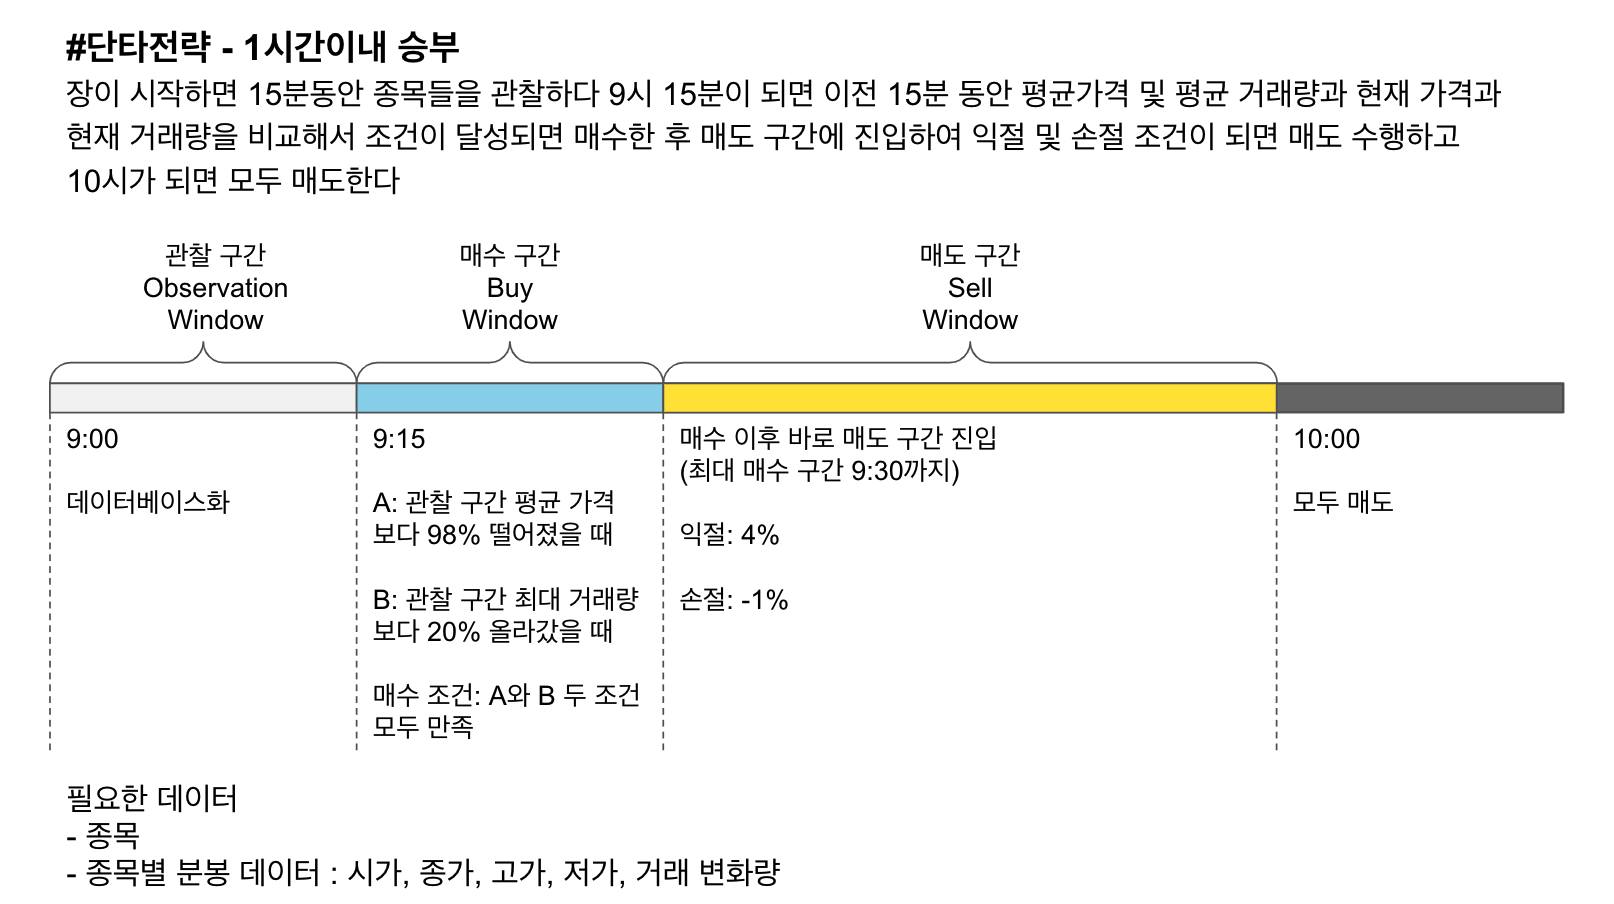 #단타전략 - 1시간이내 승부
장이 시작하면 15분동안 종목들을 관찰하다 9시 15분이 되면 이전 15분 동안 평균가격 및 평균 거래량과 현재 가격과
현재 거래량을 비교해서 조건이 달성되면 매수한 후 매도 구간에 진입하여 익절 및 손절 조건이 되면 매도 수행하고
10시가 되면 모두 매도한다
관찰 구간
Observation
Window
매수 구간
Buy
Window
매도 구간
Sell
Window
9:00
데이터베이스화
9:15
A: 관찰 구간 평균 가격
보다 98% 떨어졌을 때
B: 관찰 구간 최대 거래량
보다 20% 올라갔을 때
매수 조건: A와 B 두 조건
모두 만족
매수 이후 바로 매도 구간 진입
(최대 매수 구간 9:30까지)
익절: 4%
손절: -1%
10:00
모두 매도
필요한 데이터
- 종목
- 종목별 분봉 데이터 : 시가, 종가, 고가, 저가, 거래 변화량